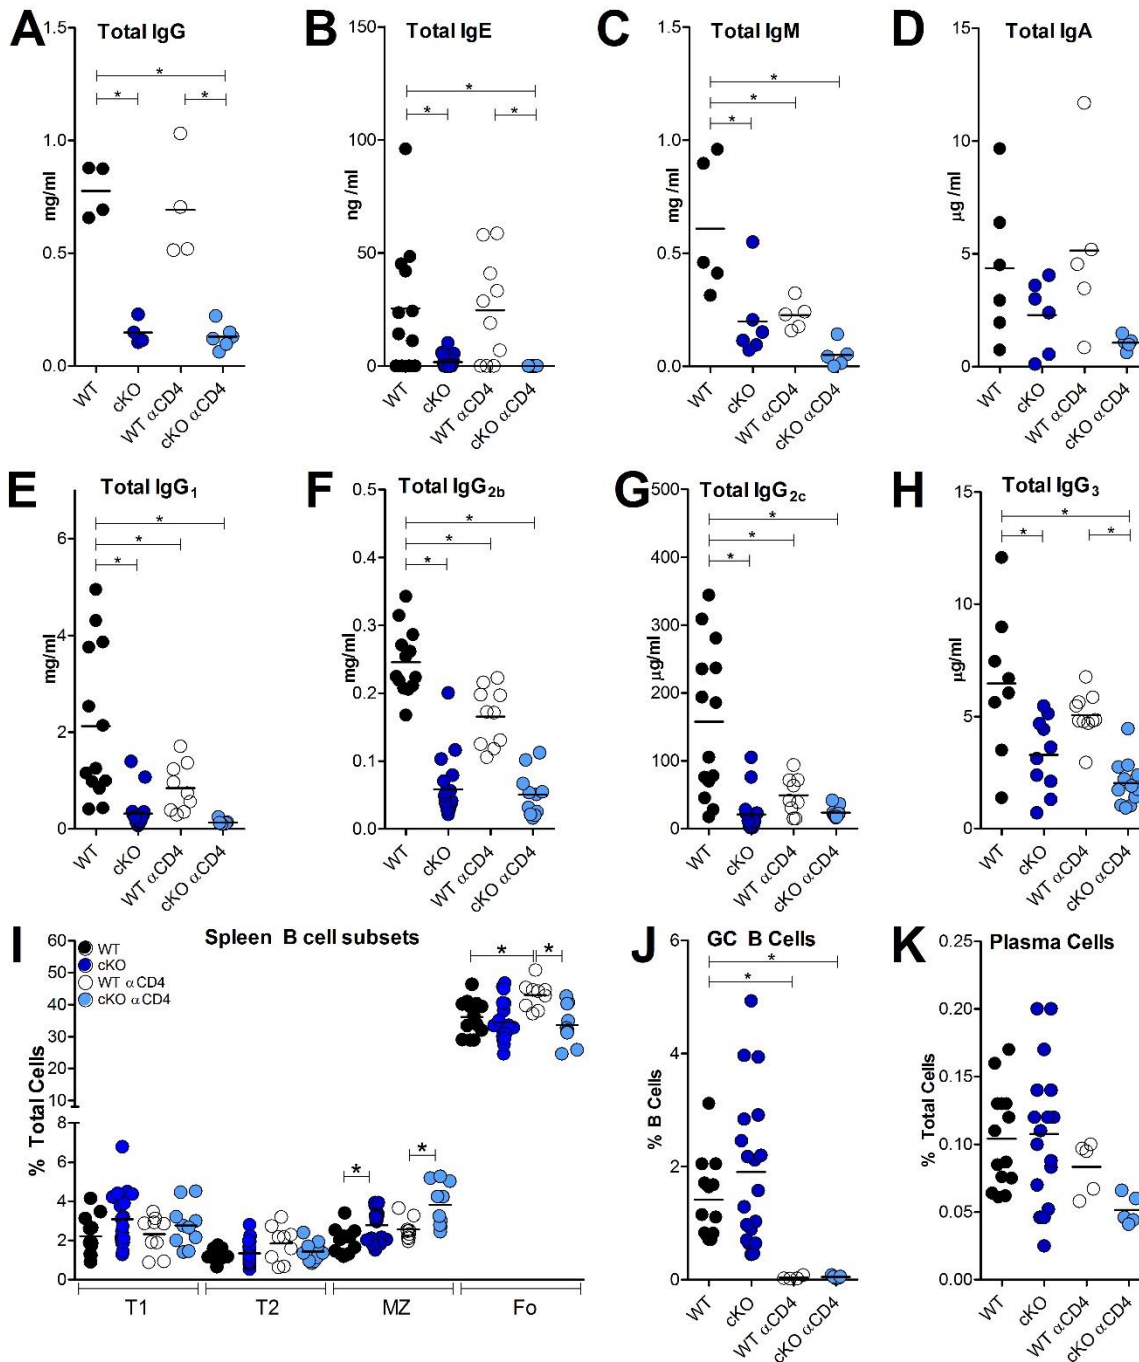 A Total IgG
1.5
1.0
0.5
0.0
mg/ml
* * *
WT cKO WT αCD4 cKO αCD4
B Total IgE
150
100
50
0
ng /ml
* * *
WT cKO WT αCD4 cKO αCD4
C Total IgM
1.5
1.0
0.5
0.0
mg /ml
* * *
WT cKO WT αCD4 cKO αCD4
D Total IgA
15
10
5
0
μg /ml
WT cKO WT αCD4 cKO αCD4
E Total IgG1
6
4
2
0
mg/ml
* * *
WT cKO WT αCD4 cKO αCD4
F Total IgG2b
0.5
0.4
0.3
0.2
0.1
0.0
mg/ml
* * *
WT cKO WT αCD4 cKO αCD4
G Total IgG2c
500
400
300
200
100
0
μg/ml
* * *
WT cKO WT αCD4 cKO αCD4
H Total IgG3
15
10
5
0
μg/ml
* * *
WT cKO WT αCD4 cKO αCD4
I Spleen B cell subsets
WT
cKO
WT αCD4
cKO αCD4
60
50
40
30
20
10
8
6
4
2
0
% Total Cells
* * * *
T1 T2 MZ Fo
J GC B Cells
6
4
2
0
% B Cells
* *
WT cKO WT αCD4 cKO αCD4
K Plasma Cells
0.25
0.20
0.15
0.10
0.05
0.00
% Total Cells
WT cKO WT αCD4 cKO αCD4